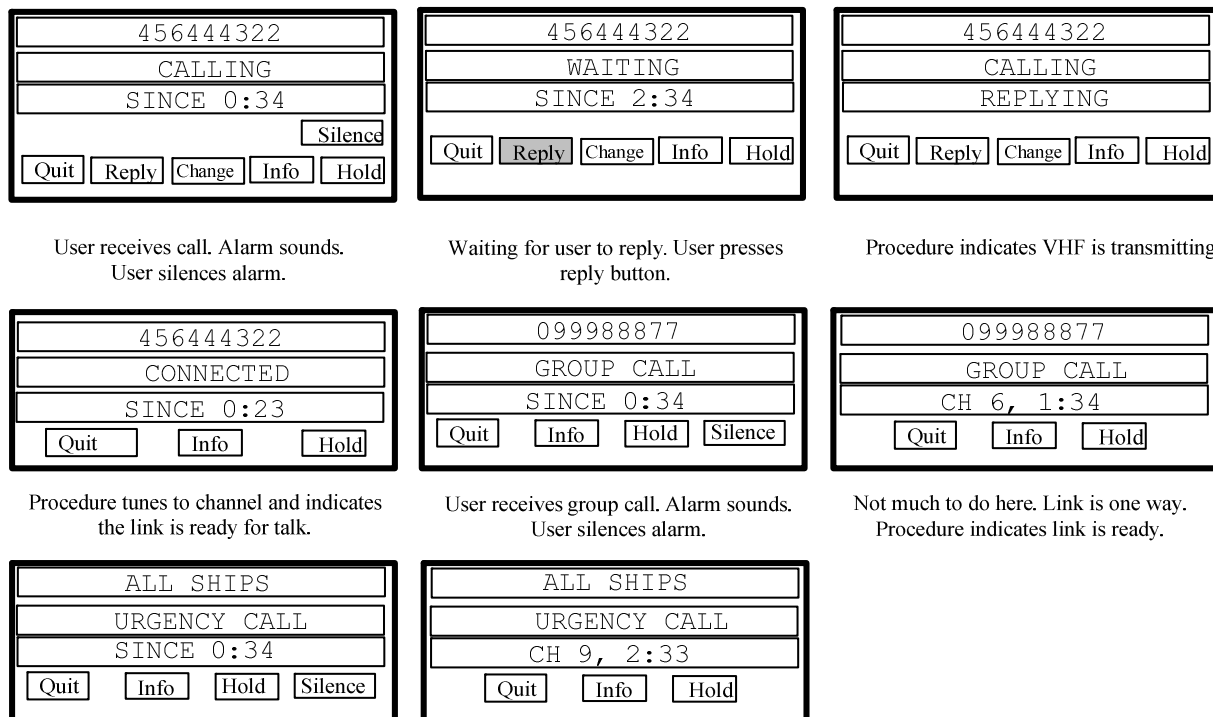 456444322
CALLING
SINCE 0:34
Silence
Quit Reply Change Info Hold
User receives call. Alarm sounds.
User silences alarm.
456444322
WAITING
SINCE 2:34
Quit Reply Change Info Hold
Waiting for user to reply. User presses
reply button.
456444322
CALLING
REPLYING
Quit Reply Change Info Hold
Procedure indicates VHF is transmitting
456444322
CONNECTED
SINCE 0:23
Quit Info Hold
Procedure tunes to channel and indicates
the link is ready for talk.
099988877
GROUP CALL
SINCE 0:34
Quit Info Hold Silence
User receives group call. Alarm sounds.
User silences alarm.
099988877
GROUP CALL
CH 6, 1:34
Quit Info Hold
Not much to do here. Link is one way.
Procedure indicates link is ready.
ALL SHIPS
URGENCY CALL
SINCE 0:34
Quit Info Hold Silence
ALL SHIPS
URGENCY CALL
CH 9, 2:33
Quit Info Hold